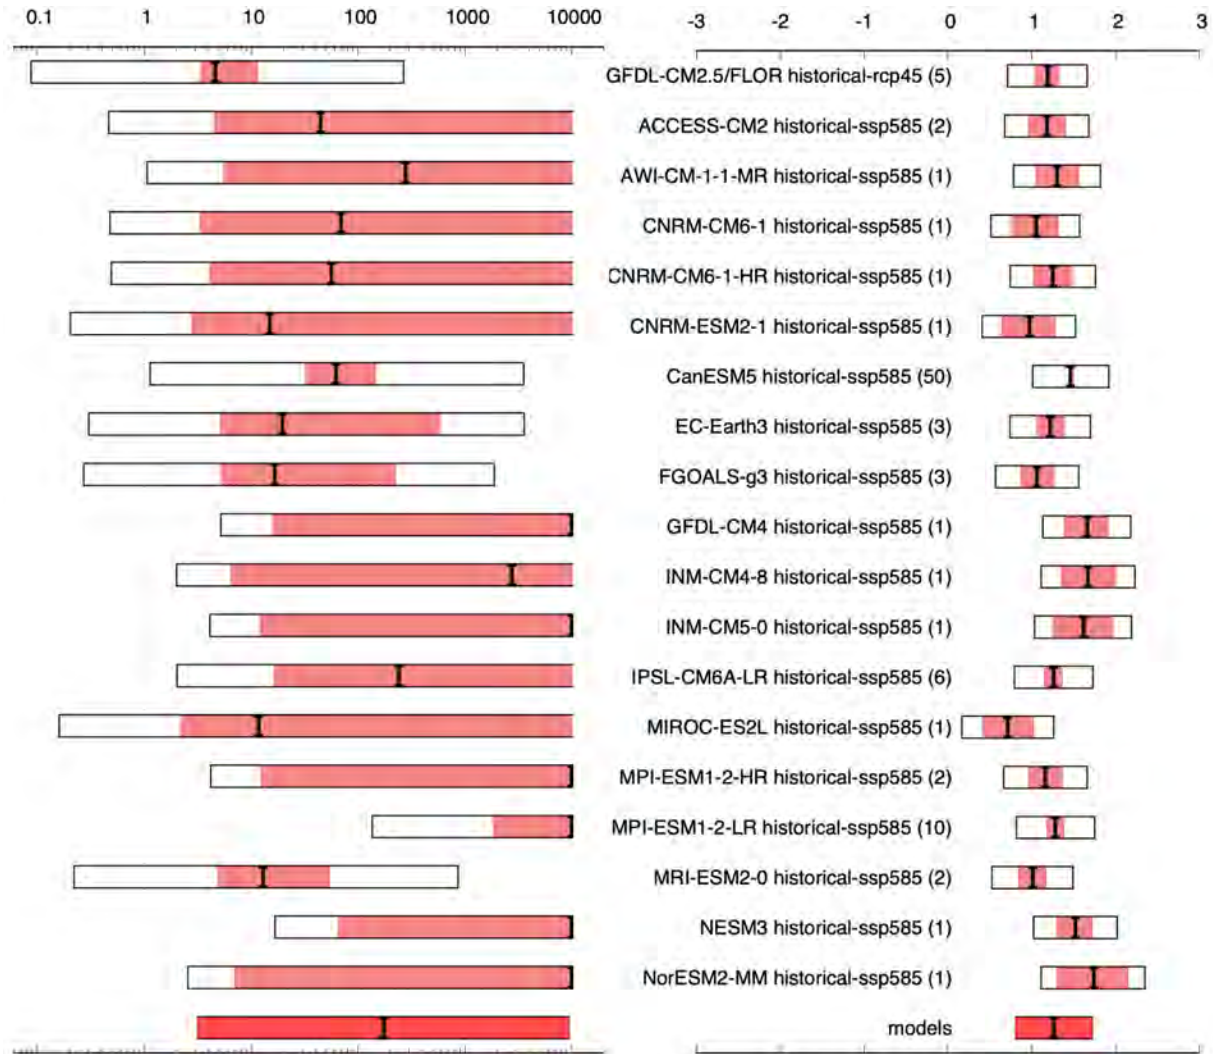 0.1 1 10 100 1000 10000 -3 -2 -1 0 1 2 3
GFDL-CM2.5/FLOR historical-rcp45 (5)
ACCESS-CM2 historical-ssp585 (2)
AWI-CM-1-1-MR historical-ssp585 (1)
CNRM-CM6-1 historical-ssp585 (1)
CNRM-CM6-1-HR historical-ssp585 (1)
CNRM-ESM2-1 historical-ssp585 (1)
CanESM5 historical-ssp585 (50)
EC-Earth3 historical-ssp585 (3)
FGOALS-g3 historical-ssp585 (3)
GFDL-CM4 historical-ssp585 (1)
INM-CM4-8 historical-ssp585 (1)
INM-CM5-0 historical-ssp585 (1)
IPSL-CM6A-LR historical-ssp585 (6)
MIROC-ES2L historical-ssp585 (1)
MPI-ESM1-2-HR historical-ssp585 (2)
MPI-ESM1-2-LR historical-ssp585 (10)
MRI-ESM2-0 historical-ssp585 (2)
NESM3 historical-ssp585 (1)
NorESM2-MM historical-ssp585 (1)
models